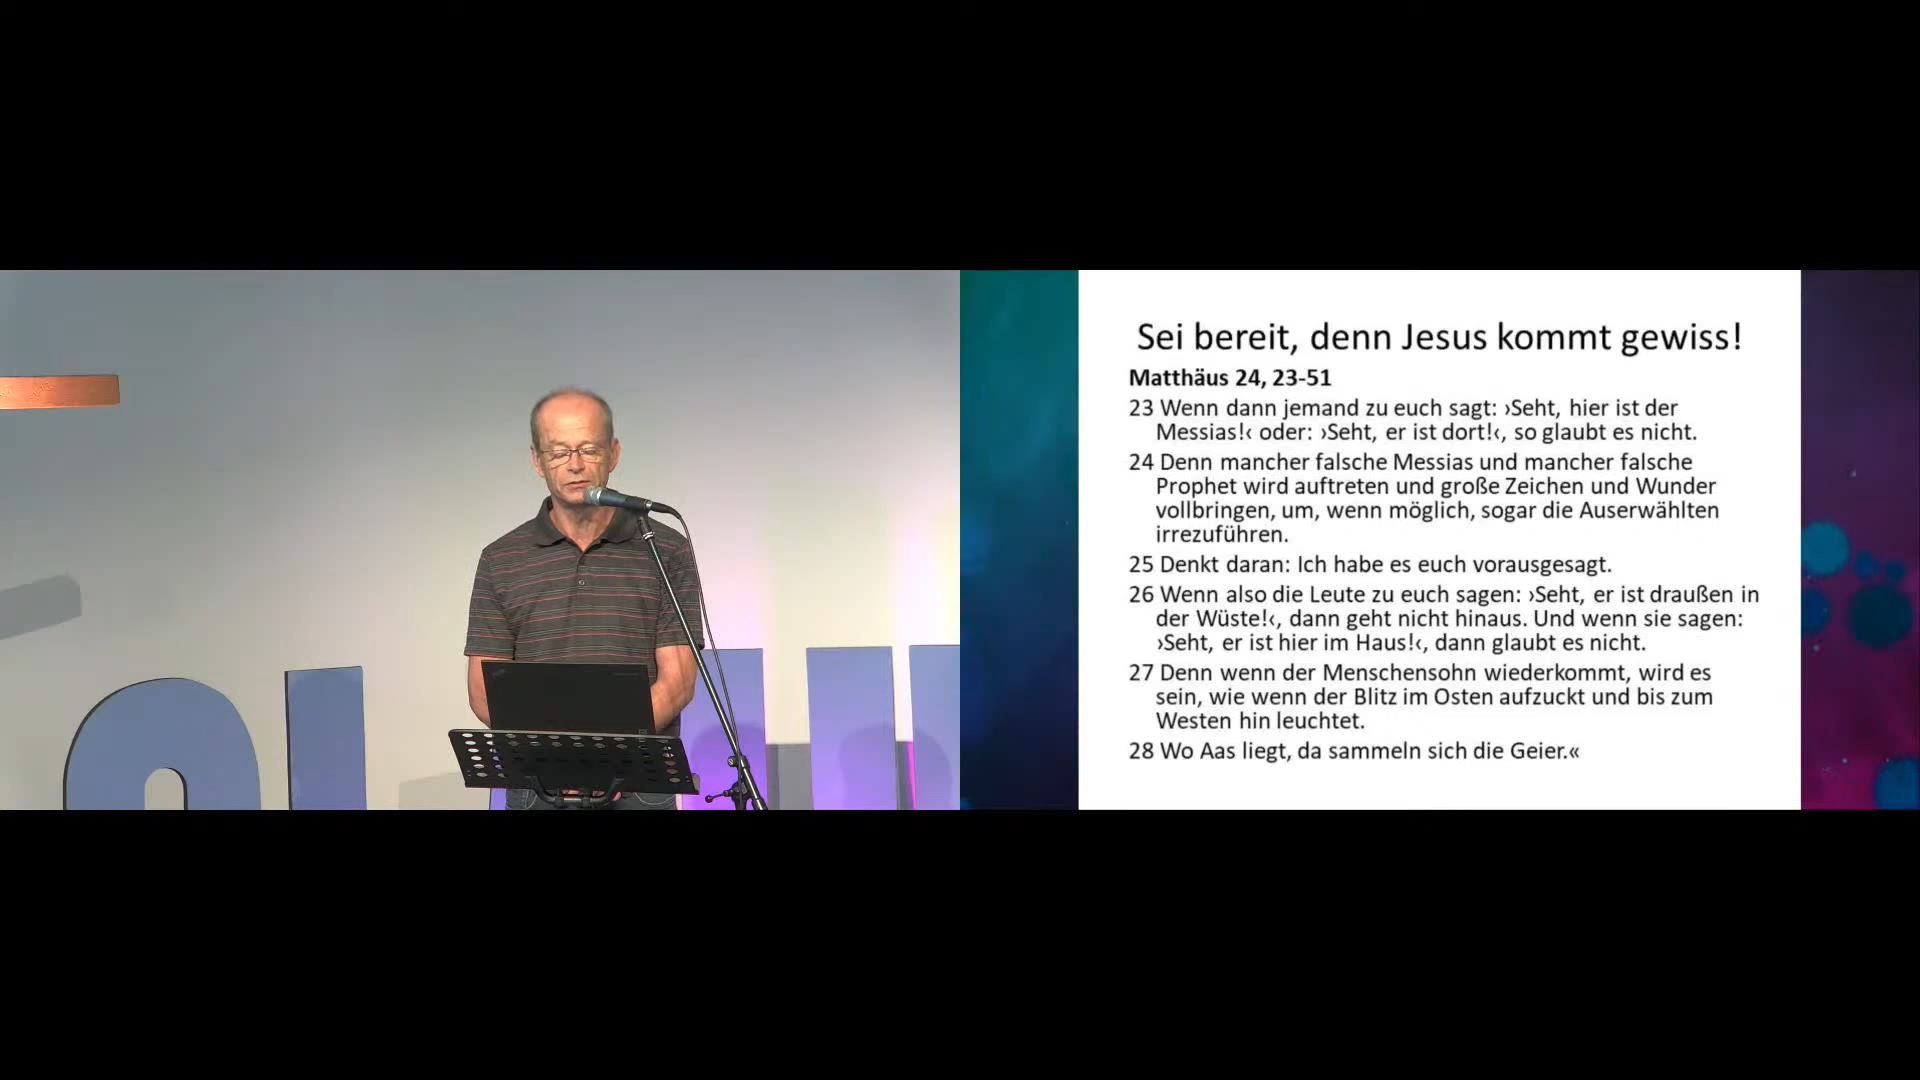 Sei bereit, denn Jesus kommt gewiss!
Matthäus 24, 23-51
23 Wenn dann jemand zu euch sagt: ›Seht, hier ist der
Messias!‹ oder: ›Seht, er ist dort!‹, so glaubt es nicht.
24 Denn mancher falsche Messias und mancher falsche
Prophet wird auftreten und große Zeichen und Wunder
vollbringen, um, wenn möglich, sogar die Auserwählten
irrezuführen.
25 Denkt daran: Ich habe es euch vorausgesagt.
26 Wenn also die Leute zu euch sagen: ›Seht, er ist draußen in
der Wüste!‹, dann geht nicht hinaus. Und wenn sie sagen:
›Seht, er ist hier im Haus!‹, dann glaubt es nicht.
27 Denn wenn der Menschensohn wiederkommt, wird es
sein, wie wenn der Blitz im Osten aufzuckt und bis zum
Westen hin leuchtet.
28 Wo Aas liegt, da sammeln sich die Geier.«